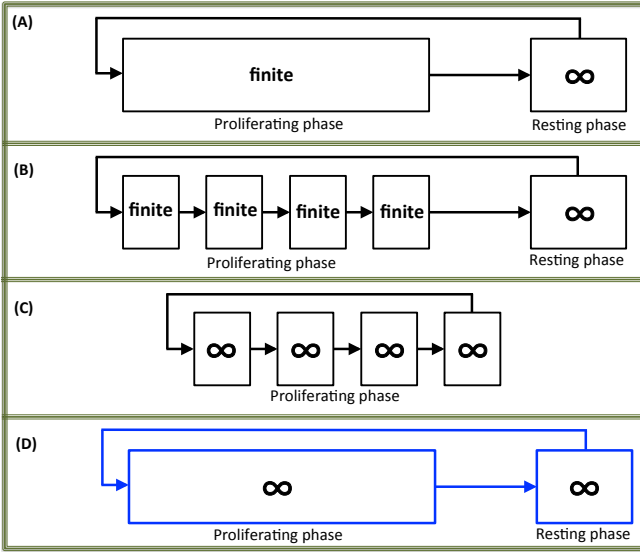 (A)
finite
∞
Proliferating phase
Resting phase
(B)
finite finite finite finite
∞
Proliferating phase
Resting phase
(C)
∞ ∞ ∞ ∞
Proliferating phase
(D)
∞
∞
Proliferating phase
Resting phase